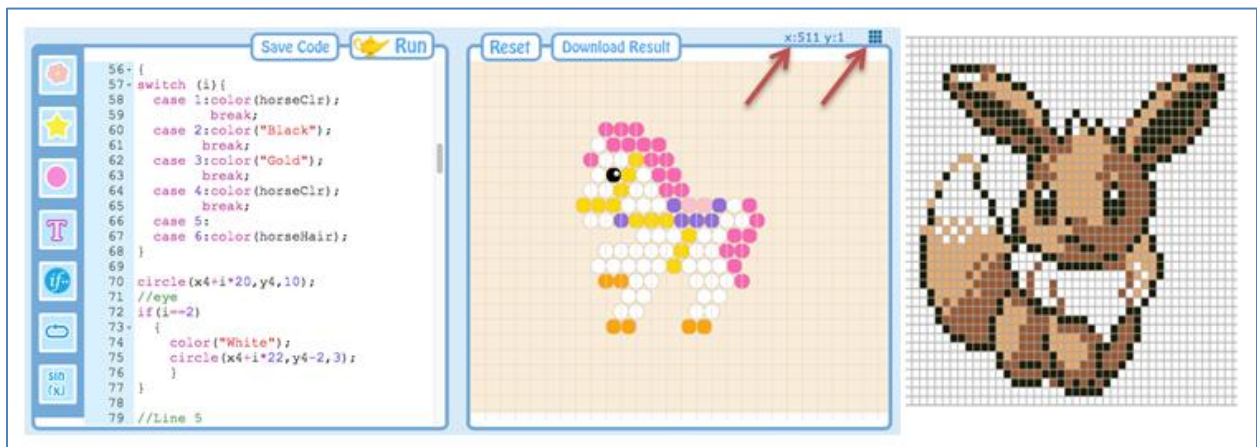 Save Code
Run
Reset
Download Result
x:511 y:1
T
if..
sin
(x)
56- {
57- switch (i){
58 case 1:color(horseClr);
59 break;
60 case 2:color("Black");
61 break;
62 case 3:color("Gold");
63 break;
64 case 4:color(horseClr);
65 break;
66 case 5:
67 case 6:color(horseHair);
68 }
69
70 circle(x4+i*20,y4,10);
71 //eye
72 if(i==2)
73- {
74 color("White");
75 circle(x4+i*22,y4-2,3);
76 }
77 }
78
79 //Line 5